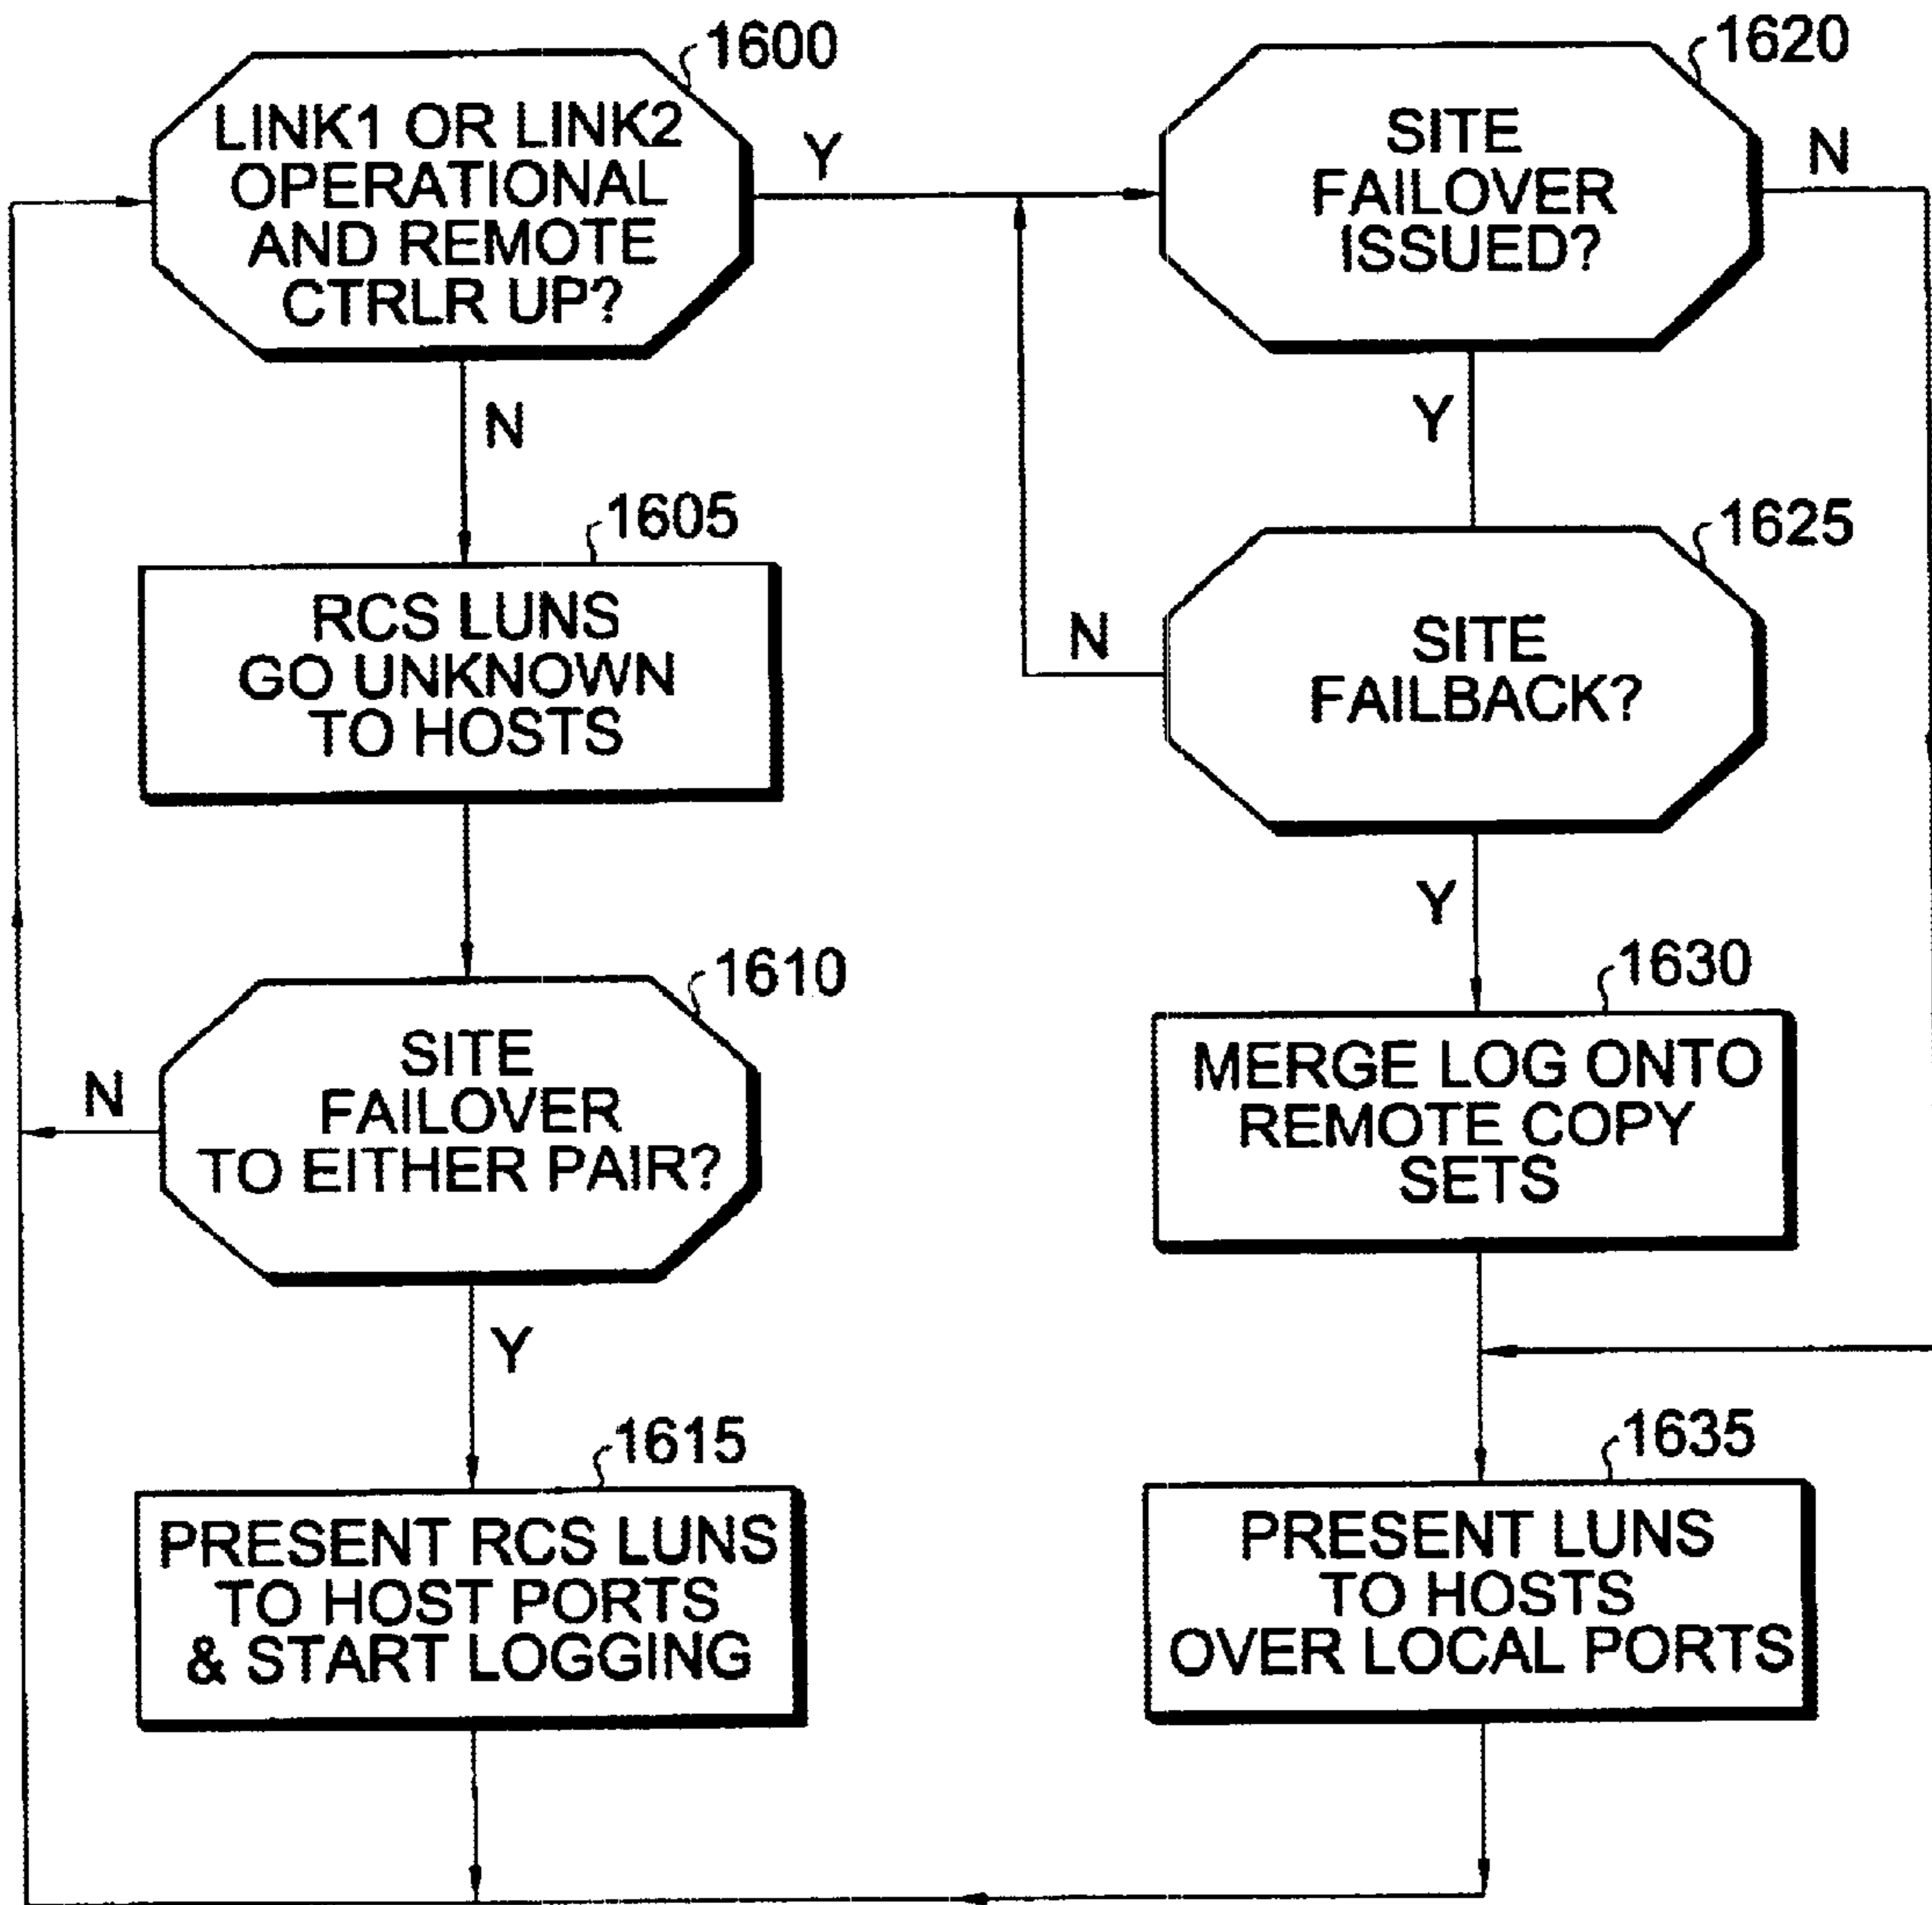 1600
LINK1 OR LINK2
OPERATIONAL
AND REMOTE
CTRLR UP?
Y
N
1605
RCS LUNS
GO UNKNOWN
TO HOSTS
1610
SITE
FAILOVER
TO EITHER PAIR?
N
Y
1615
PRESENT RCS LUNS
TO HOST PORTS
& START LOGGING
1620
SITE
FAILOVER
ISSUED?
N
Y
1625
SITE
FAILBACK?
N
Y
1630
MERGE LOG ONTO
REMOTE COPY
SETS
1635
PRESENT LUNS
TO HOSTS
OVER LOCAL PORTS